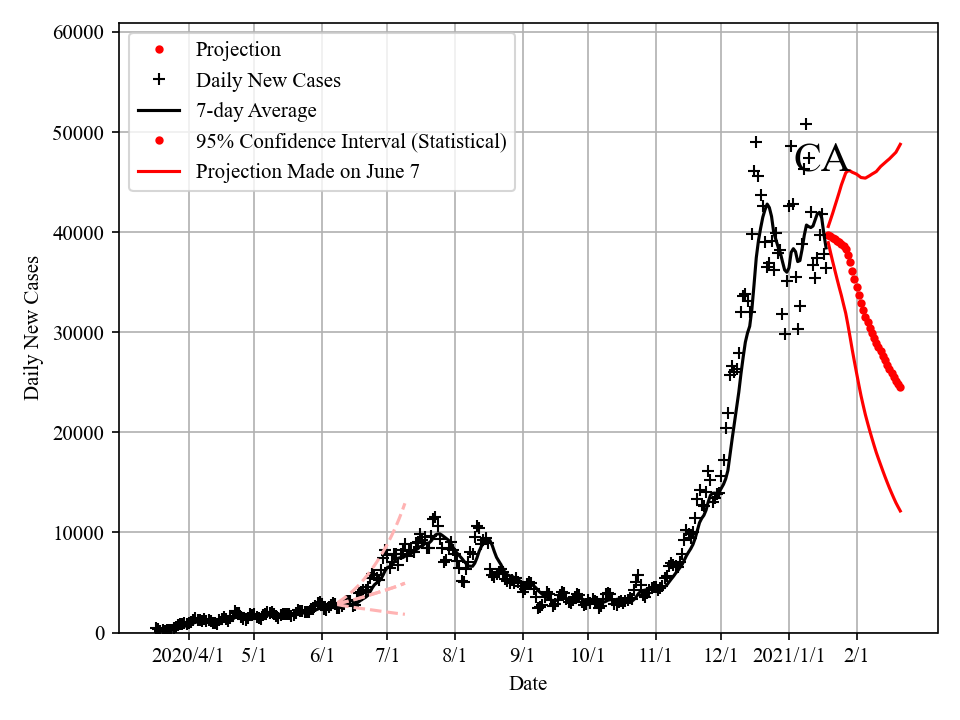 60000
50000
40000
30000
20000
10000
0
Daily New Cases
Projection
Daily New Cases
7-day Average
95% Confidence Interval (Statistical)
Projection Made on June 7
CA
2020/4/1 5/1 6/1 7/1 8/1 9/1 10/1 11/1 12/1 2021/1/1 2/1
Date